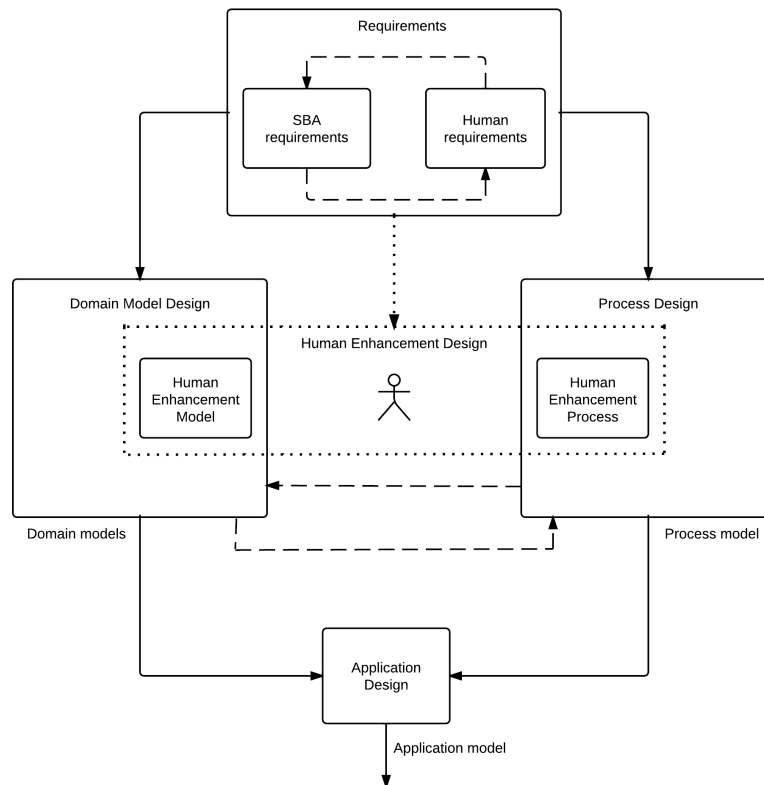 Requirements
SBA
requirements
Human
requirements
Domain Model Design
Process Design
Human Enhancement Design
Human
Enhancement
Model
Human
Enhancement
Process
Domain models
Process model
Application
Design
Application model